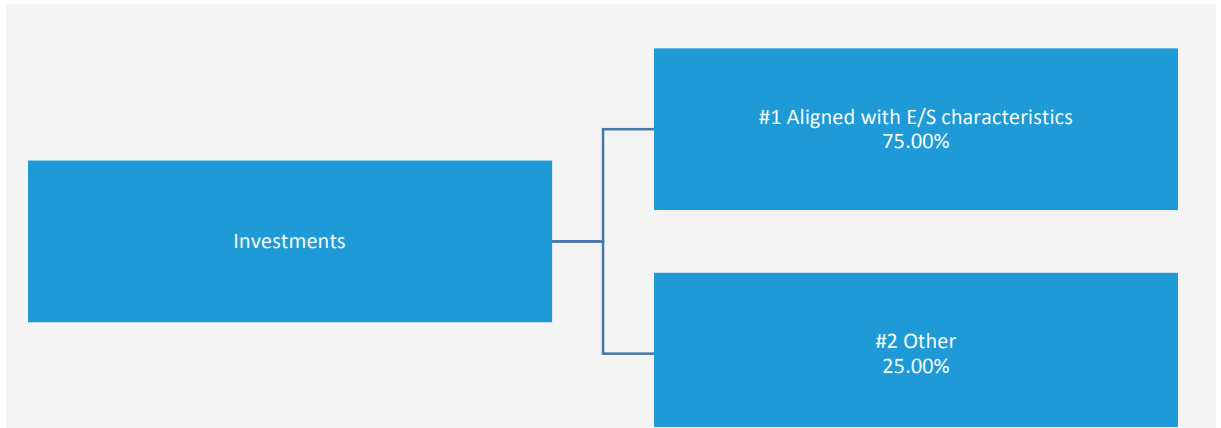 Investments
#1 Aligned with E/S characteristics
75.00%
#2 Other
25.00%